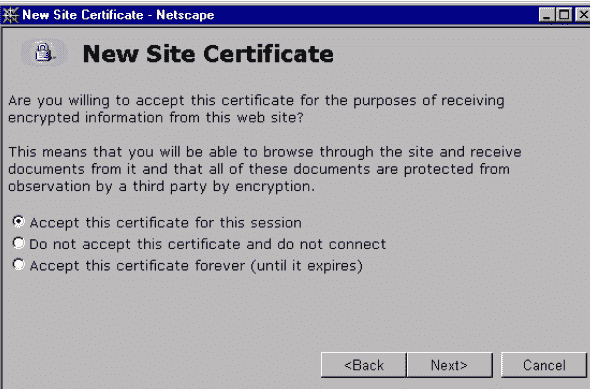 New Site Certificate - Netscape
New Site Certificate
Are you willing to accept this certificate for the purposes of receiving
encrypted information from this web site?
This means that you will be able to browse through the site and receive
documents from it and that all of these documents are protected from
observation by a third party by encryption.
Accept this certificate for this session
Do not accept this certificate and do not connect
Accept this certificate forever (until it expires)
<Back Next> Cancel